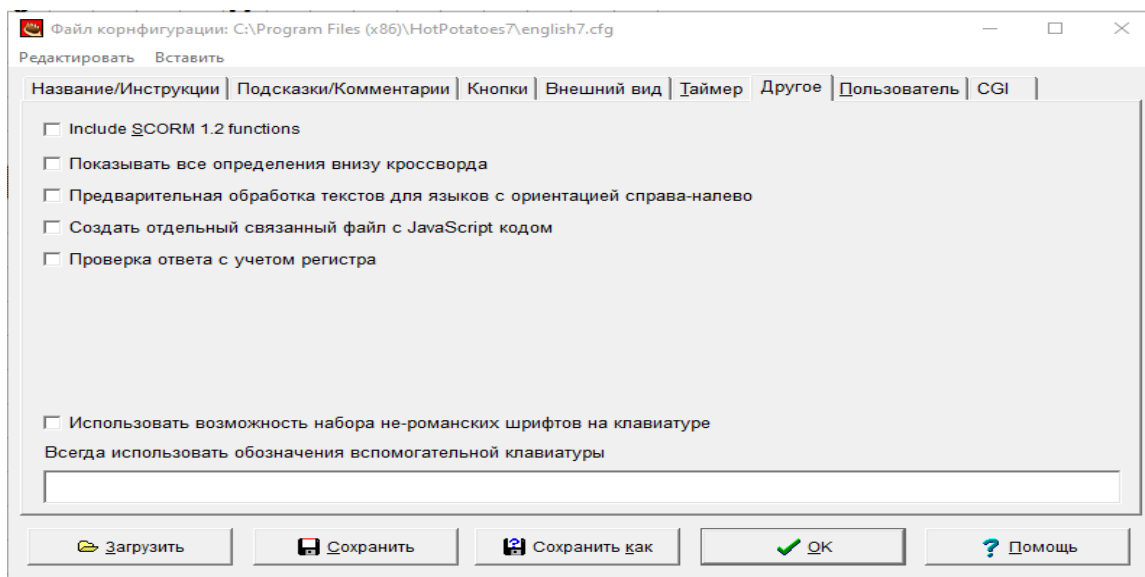 Файл корнфигурации: C:\Program Files (x86)\HotPotatoes7\english7.cfg
Редактировать Вставить
Название/Инструкции Подсказки/Комментарии Кнопки Внешний вид Таймер Другое Пользователь CGI
Include SCORM 1.2 functions
Показывать все определения внизу кроссворда
Предварительная обработка текстов для языков с ориентацией справа-налево
Создать отдельный связанный файл с JavaScript кодом
Проверка ответа с учетом регистра
Использовать возможность набора не-романских шрифтов на клавиатуре
Всегда использовать обозначения вспомогательной клавиатуры
Загрузить Сохранить Сохранить как OK Помощь